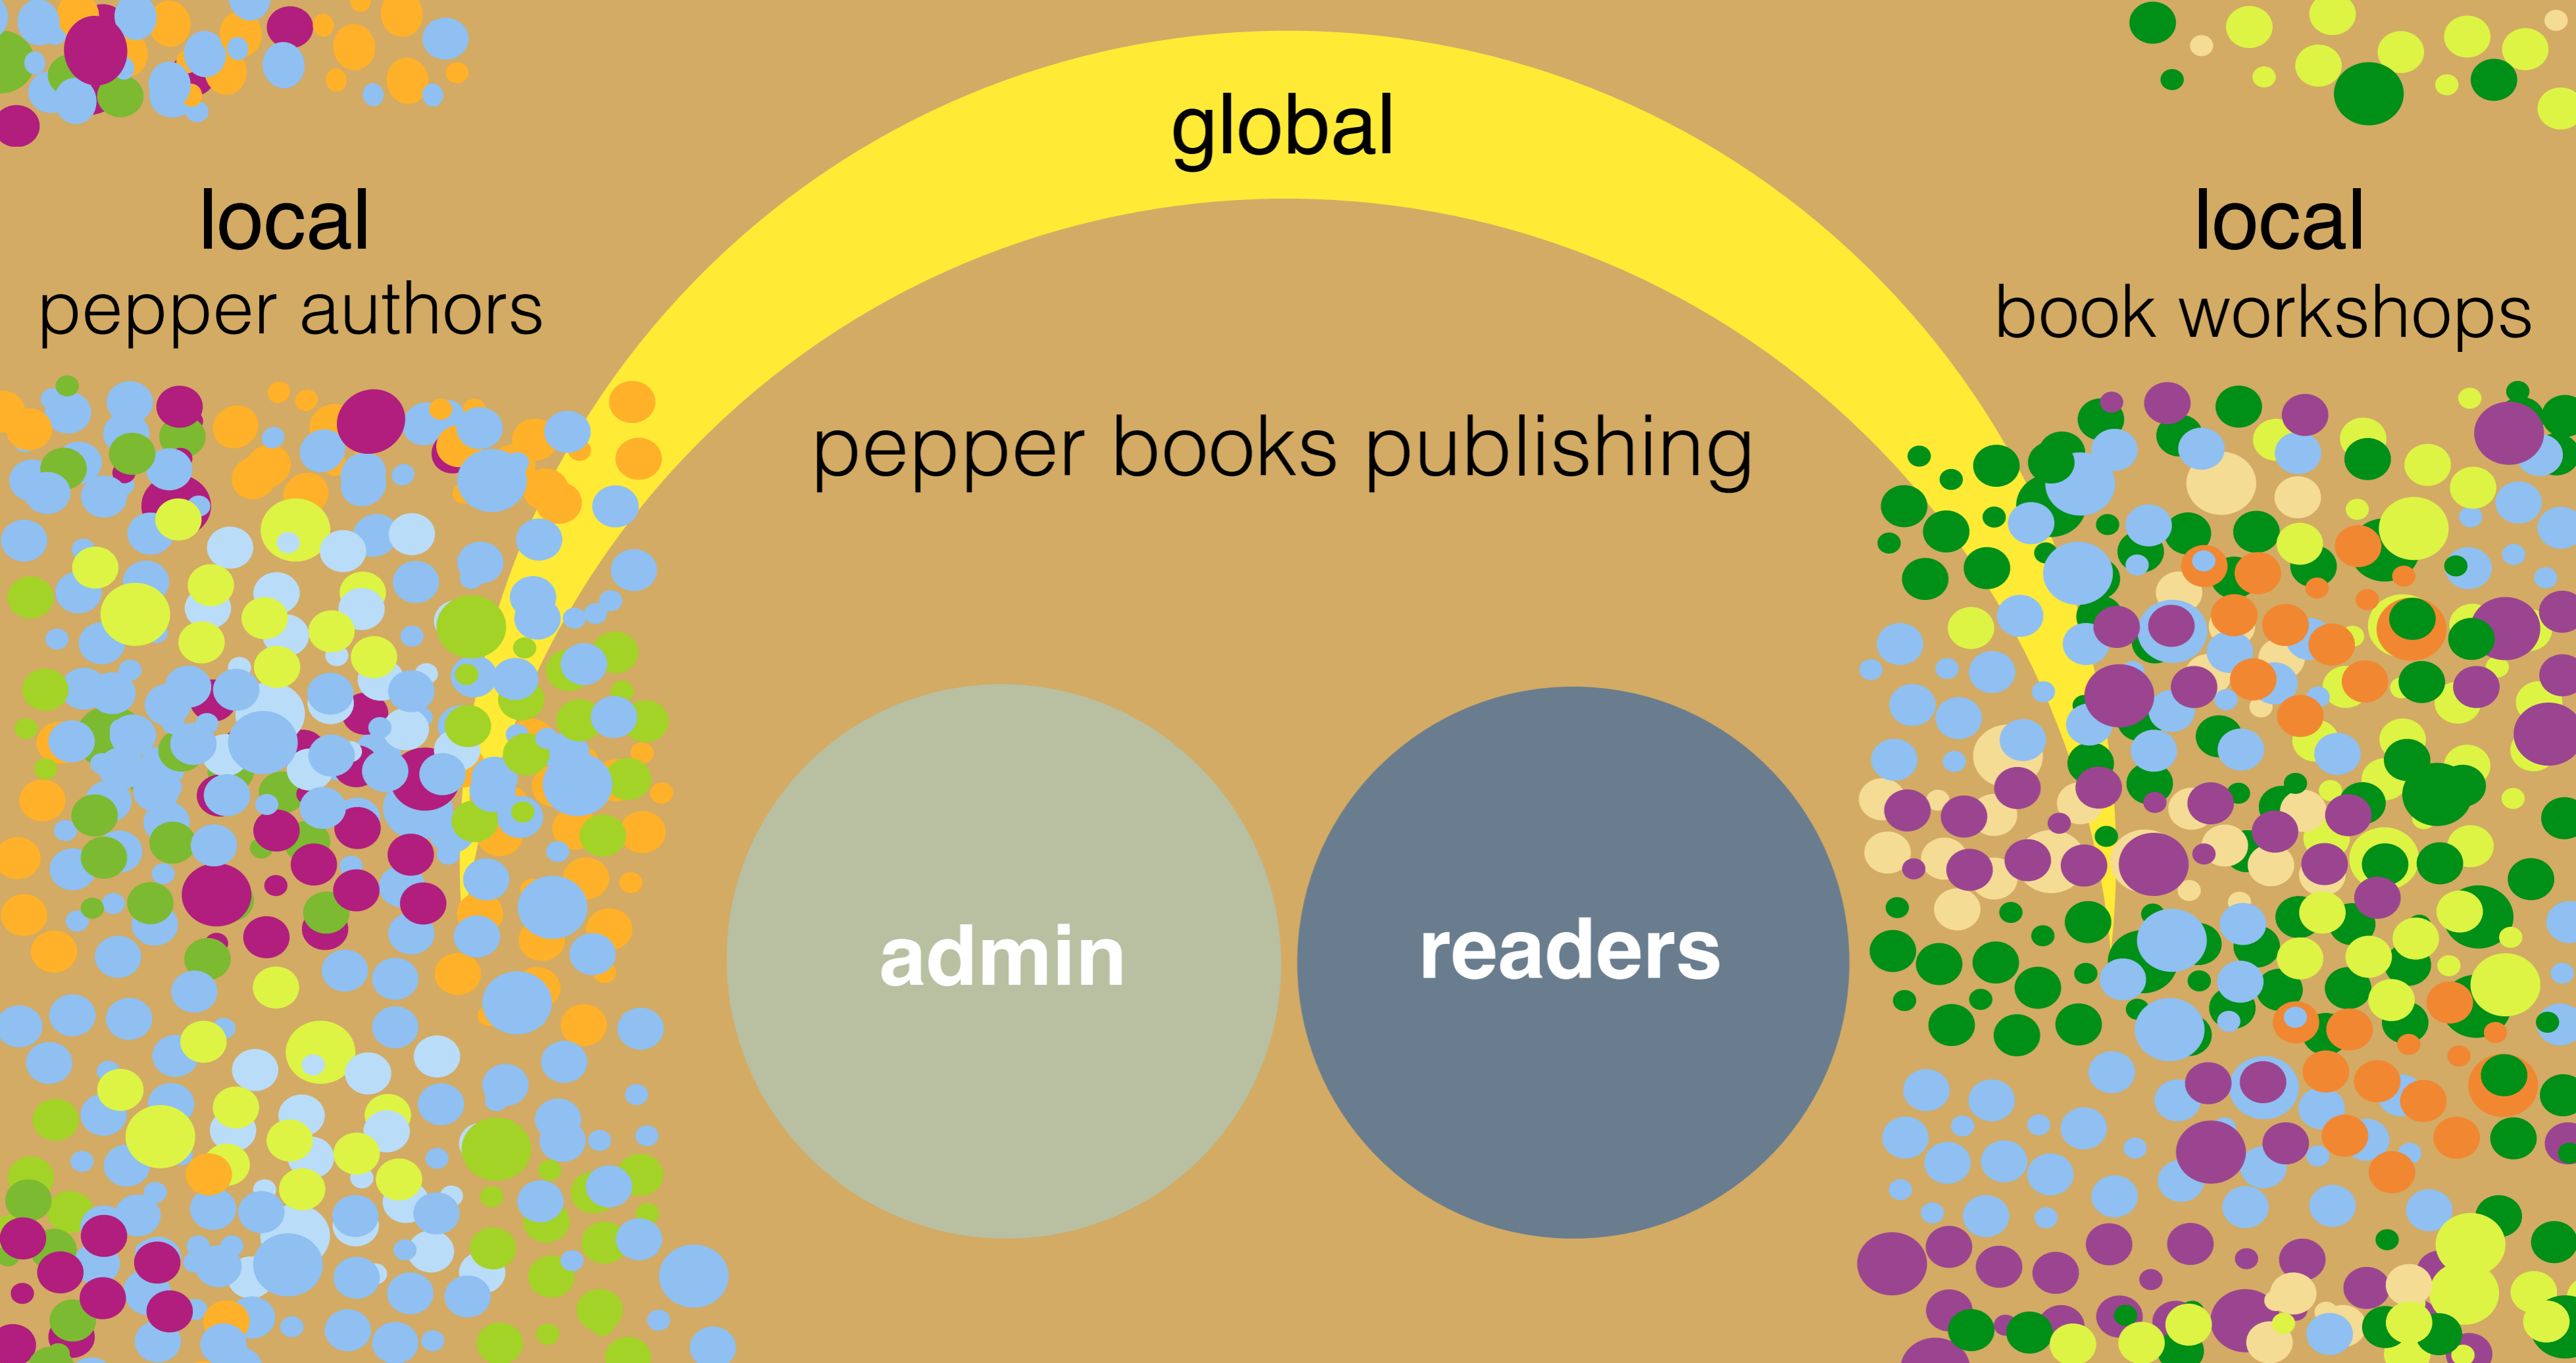 global
local
pepper authors
local
book workshops
pepper books publishing
admin
readers